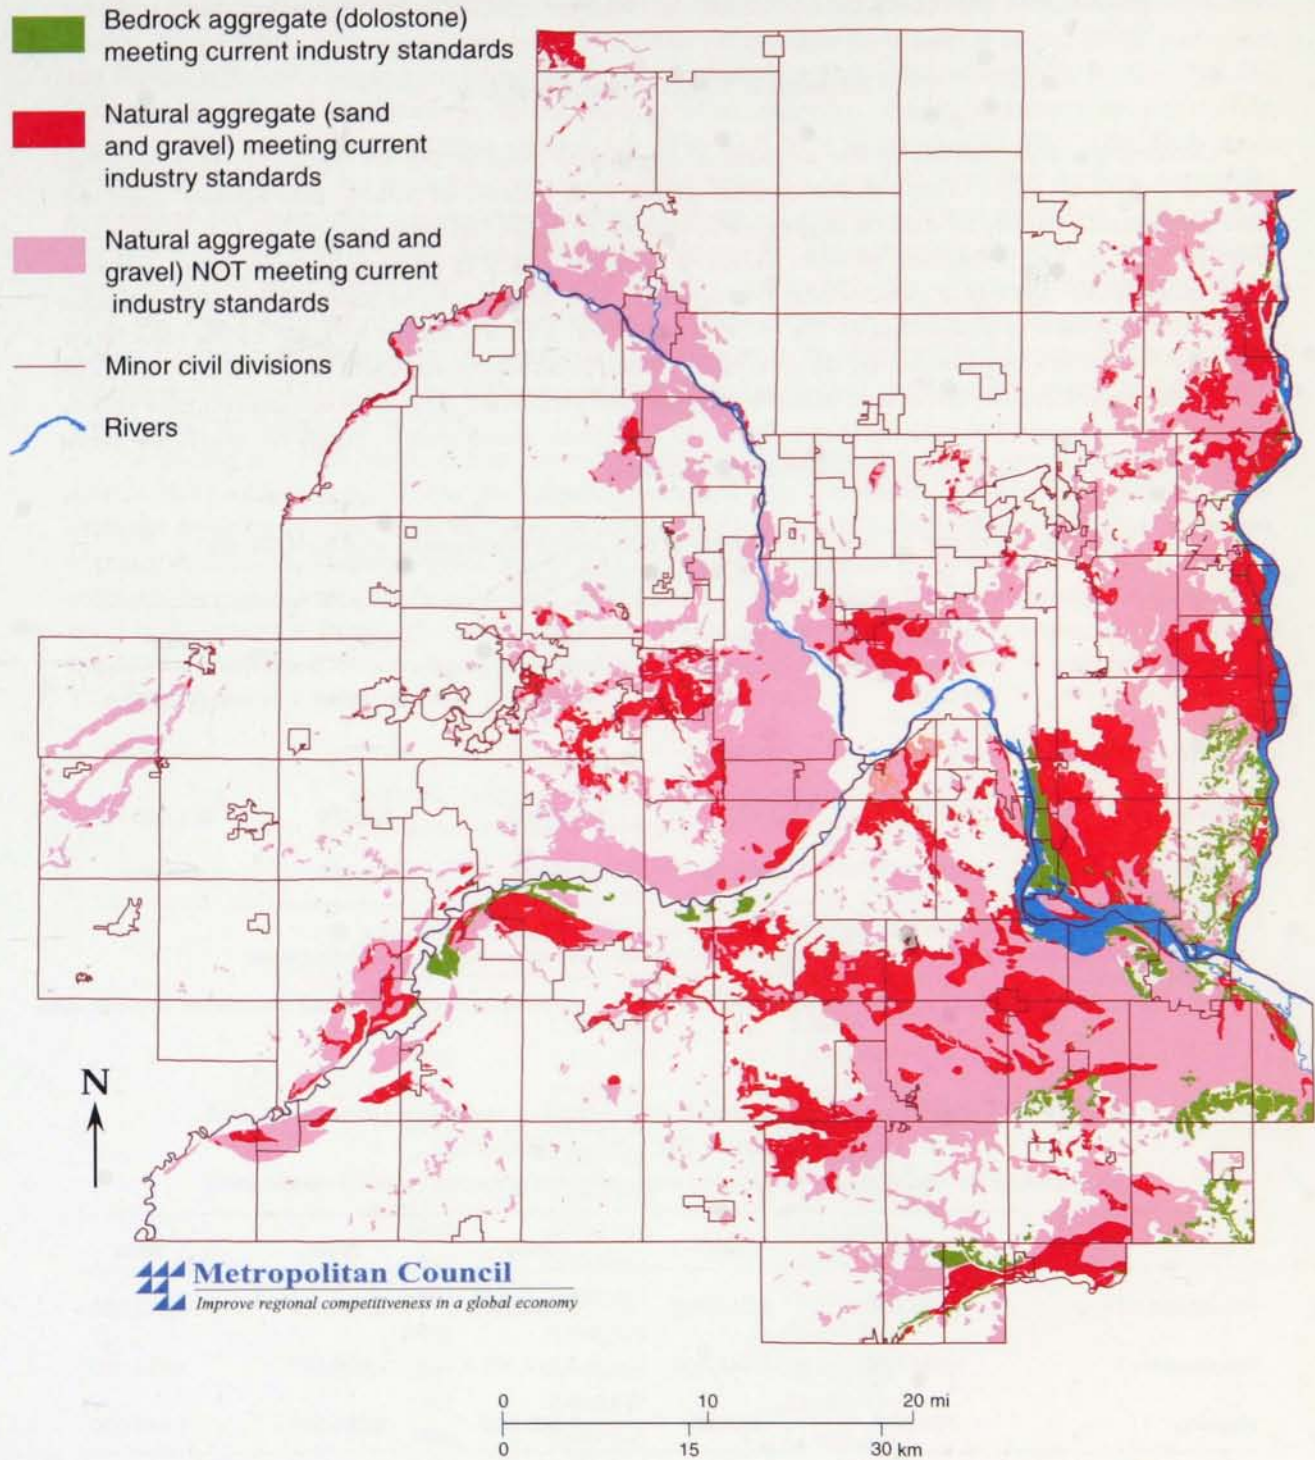 Bedrock aggregate (dolostone)
meeting current industry standards
Natural aggregate (sand
and gravel) meeting current
industry standards
Natural aggregate (sand and
gravel) NOT meeting current
industry standards
Minor civil divisions
Rivers
N
Metropolitan Council
Improve regional competitiveness in a global economy
0 10 20 mi
0 15 30 km